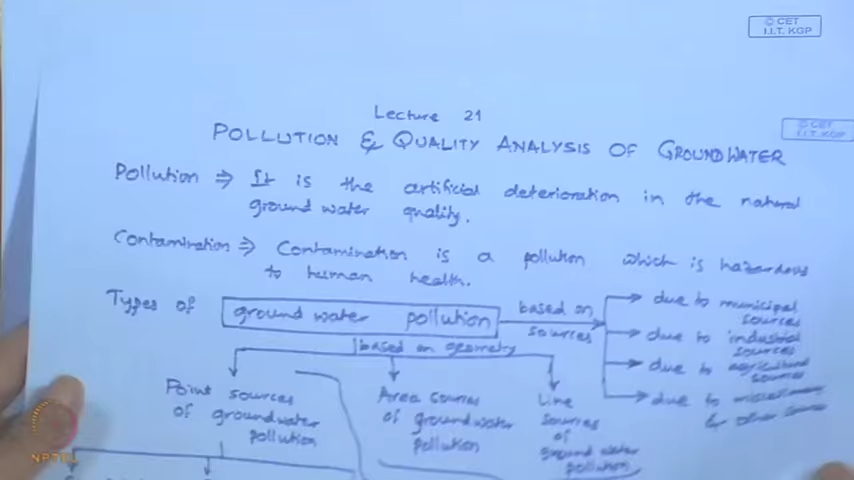 © CET
I.I.T. KGP
© CET
I.I.T. KGP
Lecture 21
POLLUTION & QUALITY ANALYSIS OF GROUNDWATER
Pollution ⇒ It is the artificial deterioration in the natural
ground water quality.
Contamination ⇒ Contamination is a pollution which is hazardous
to human health.
Types of ground water pollution based on sources
due to municipal
sources
due to industrial
sources
due to agricultural
sources
due to miscellaneous
& other sources
based on geometry
Point sources
of groundwater
pollution
Area sources
of groundwater
pollution
Line
sources
of
ground water
pollution
NPTEL